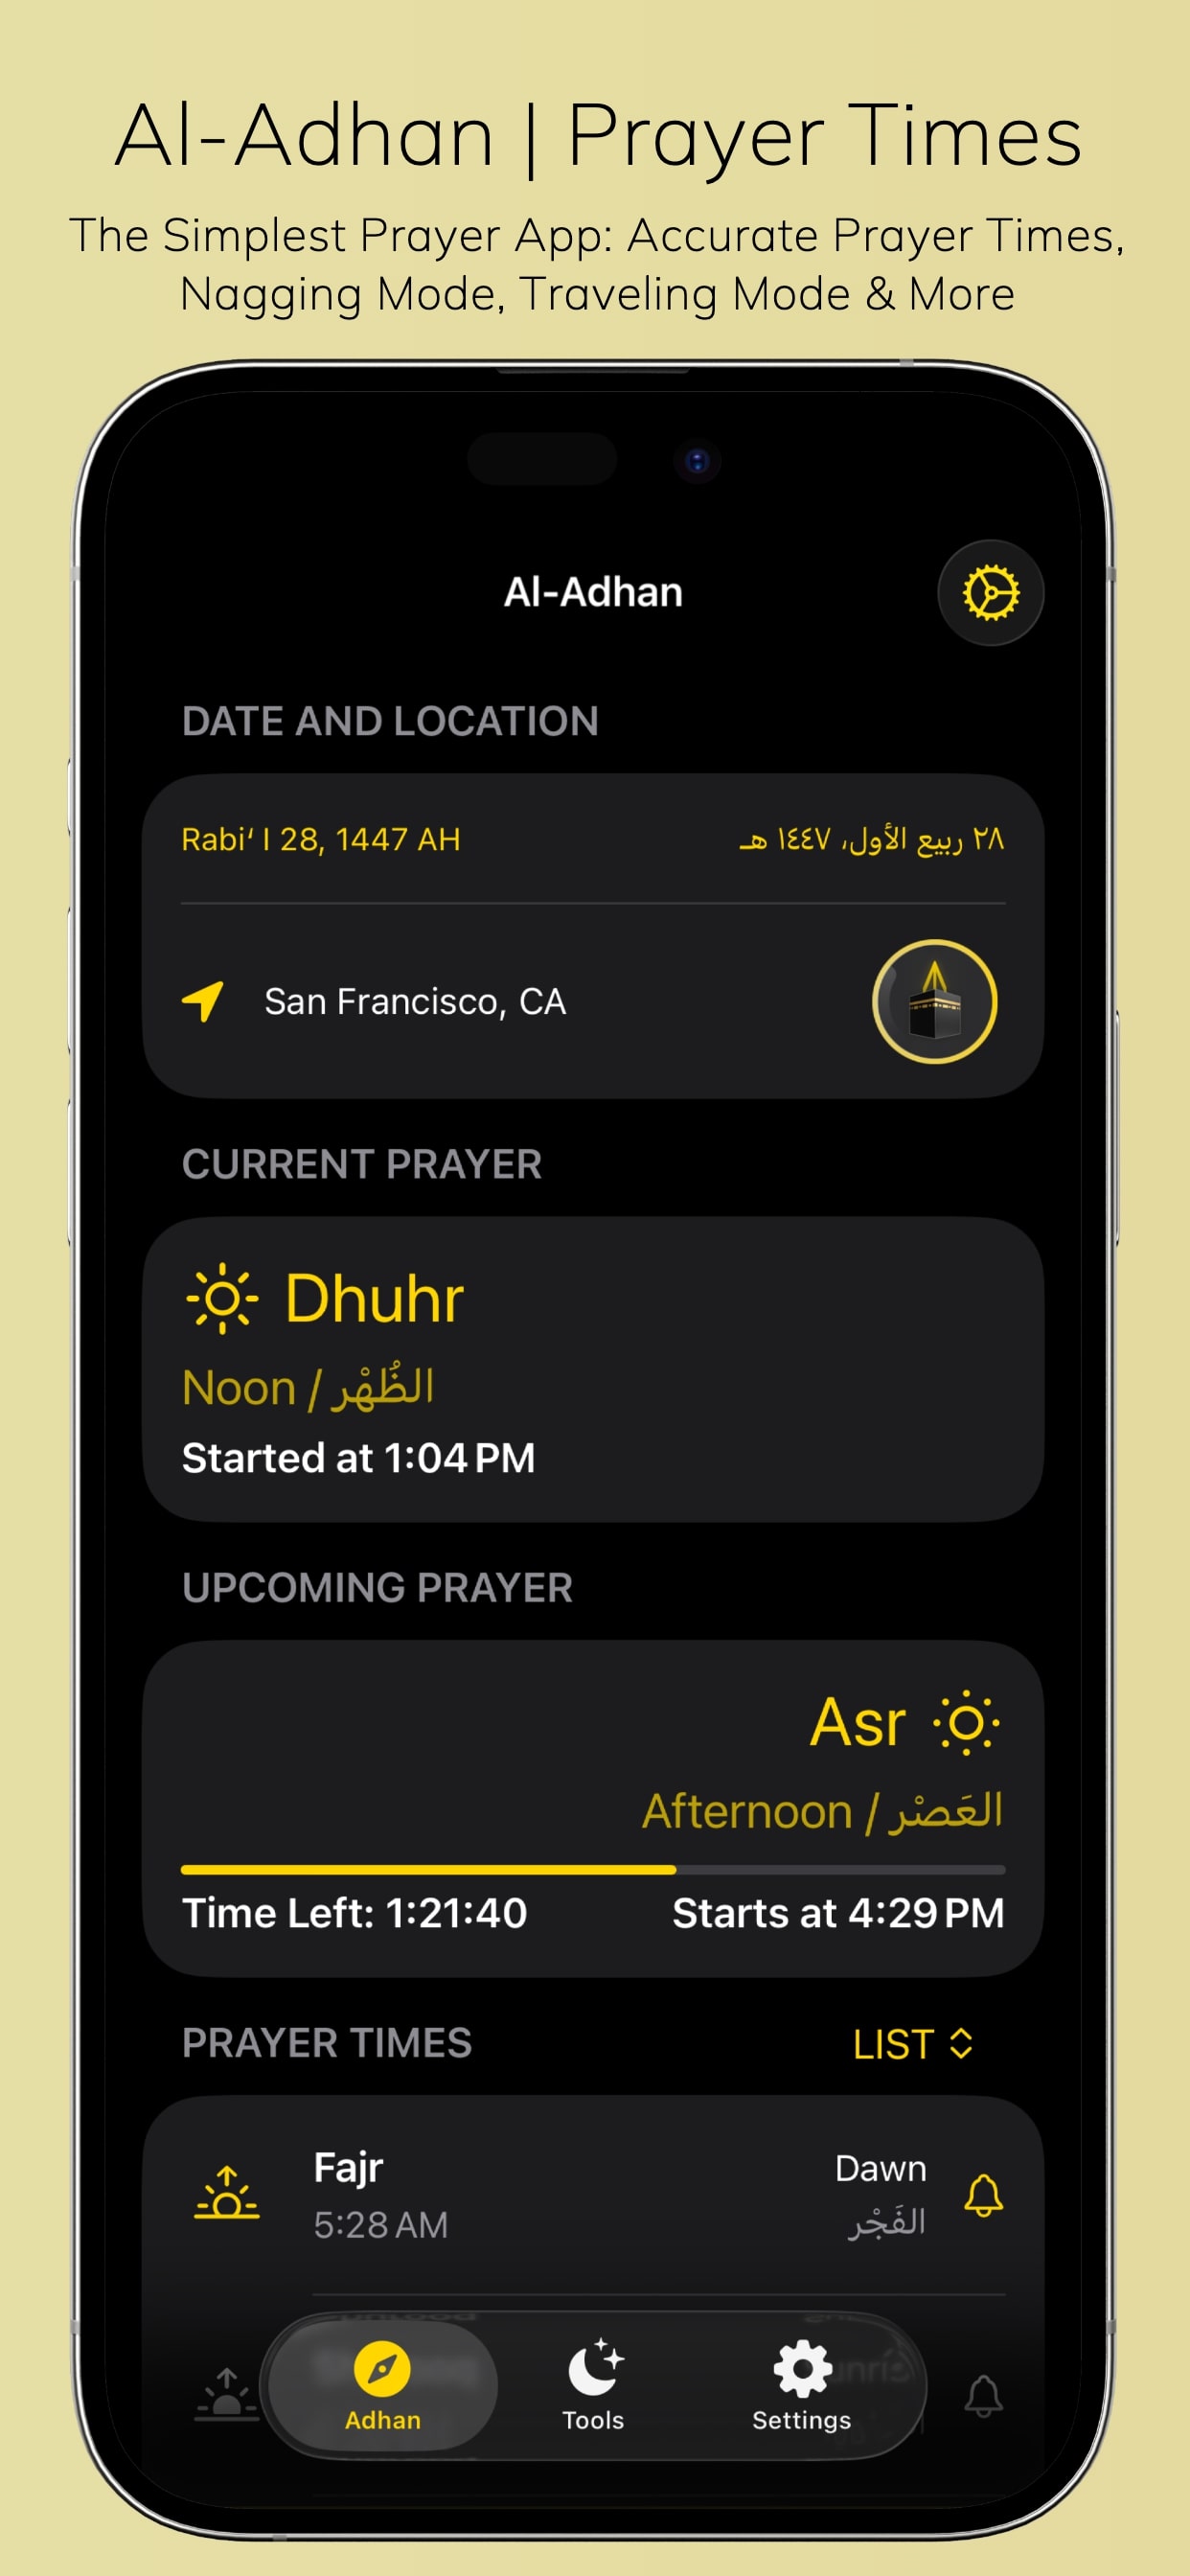 Al-Adhan | Prayer Times
The Simplest Prayer App: Accurate Prayer Times,
Nagging Mode, Traveling Mode & More
Al-Adhan
DATE AND LOCATION
Rabiʻ I 28, 1447 AH
٢٨ ربيع الأول، ١٤٤٧ هـ
San Francisco, CA
CURRENT PRAYER
Dhuhr
Noon / الظُهْر
Started at 1:04 PM
UPCOMING PRAYER
Asr
Afternoon / العَصْر
Time Left: 1:21:40
Starts at 4:29 PM
PRAYER TIMES
LIST
Fajr
Dawn
5:28 AM
الفَجْر
Adhan
Tools
Settings